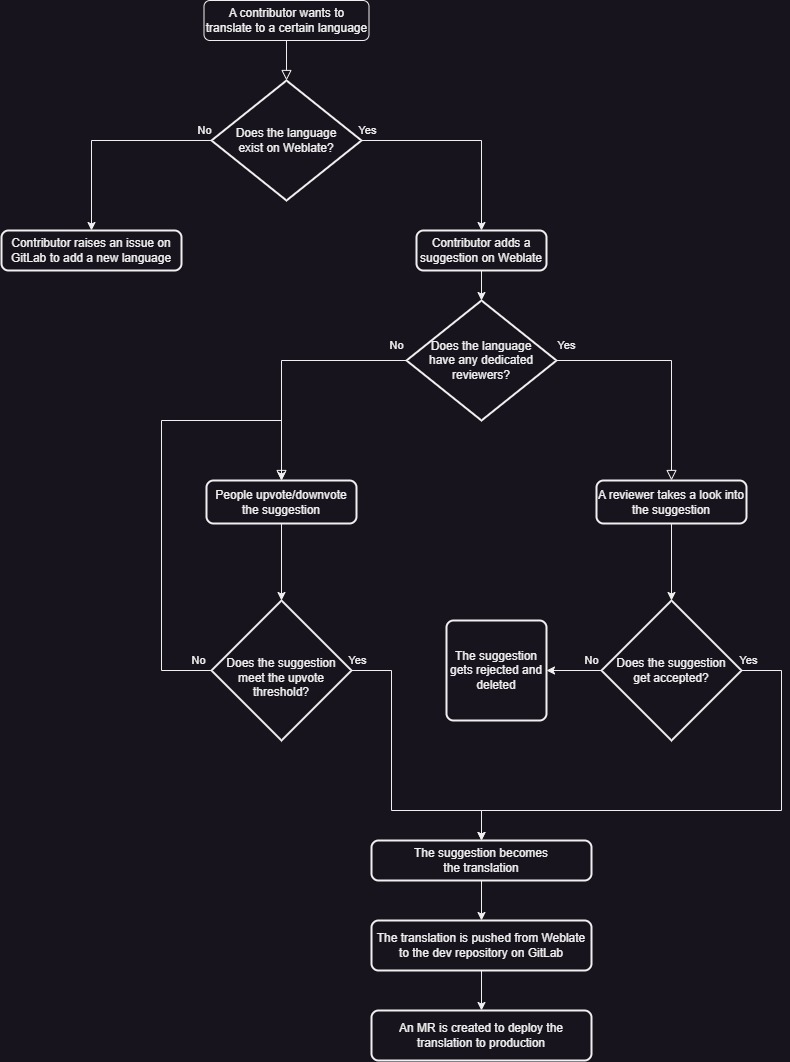 A contributor wants to
translate to a certain language
No
Yes
Does the language
exist on Weblate?
Contributor raises an issue on
GitLab to add a new language
Contributor adds a
suggestion on Weblate
No
Yes
Does the language
have any dedicated
reviewers?
People upvote/downvote
the suggestion
A reviewer takes a look into
the suggestion
No
Yes
Does the suggestion
meet the upvote
threshold?
The suggestion
gets rejected and
deleted
No
Yes
Does the suggestion
get accepted?
The suggestion becomes
the translation
The translation is pushed from Weblate
to the dev repository on GitLab
An MR is created to deploy the
translation to production